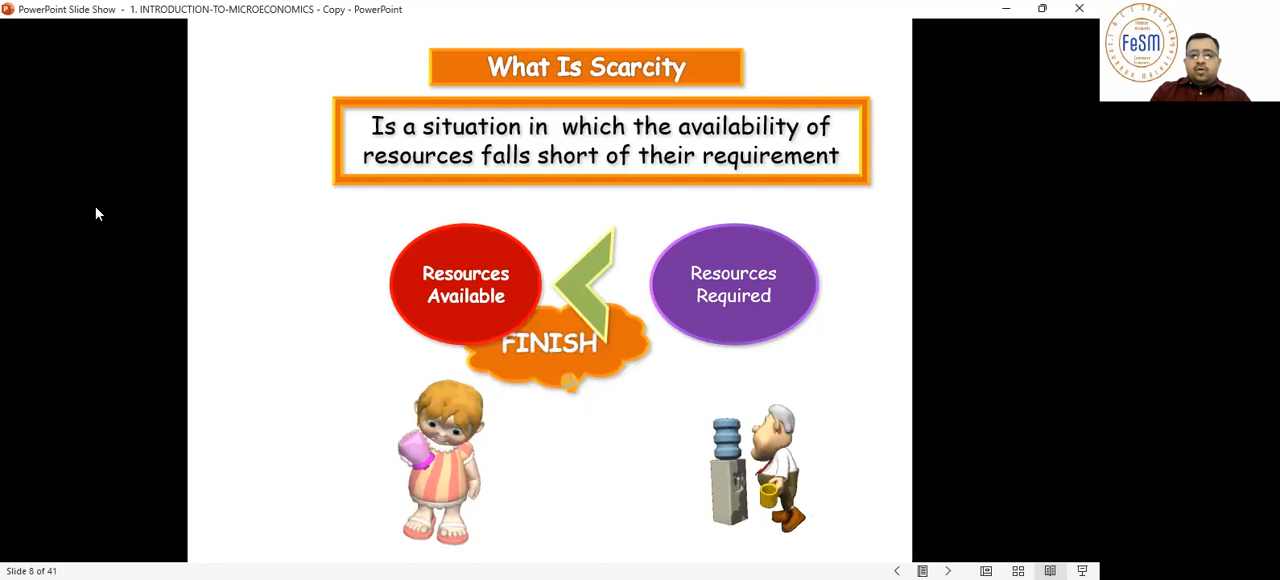 PowerPoint Slide Show - 1. INTRODUCTION-TO-MICROECONOMICS - Copy - PowerPoint
FeSM
What Is Scarcity
Is a situation in which the availability of
resources falls short of their requirement
Resources
Available
Resources
Required
FINISH
Slide 8 of 41